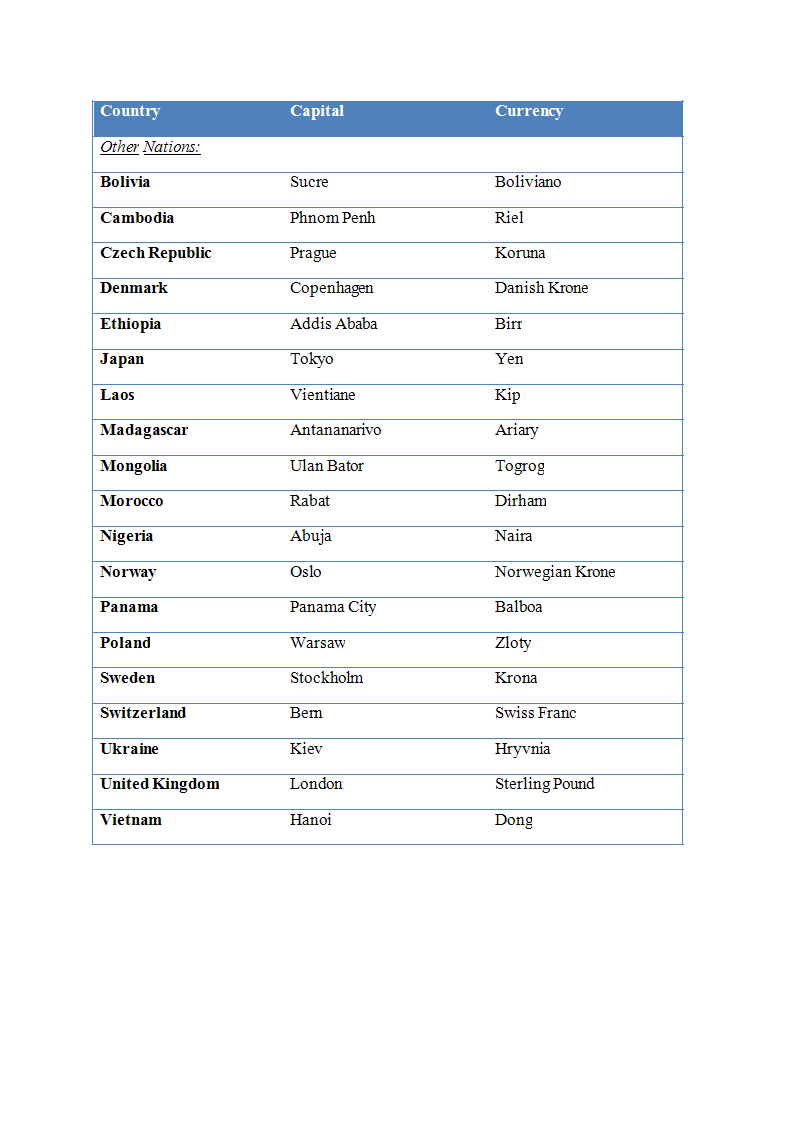 Country Capital Currency
Other Nations:
Bolivia Sucre Boliviano
Cambodia Phnom Penh Riel
Czech Republic Prague Koruna
Denmark Copenhagen Danish Krone
Ethiopia Addis Ababa Birr
Japan Tokyo Yen
Laos Vientiane Kip
Madagascar Antananarivo Ariary
Mongolia Ulan Bator Togrog
Morocco Rabat Dirham
Nigeria Abuja Naira
Norway Oslo Norwegian Krone
Panama Panama City Balboa
Poland Warsaw Zloty
Sweden Stockholm Krona
Switzerland Bern Swiss Franc
Ukraine Kiev Hryvnia
United Kingdom London Sterling Pound
Vietnam Hanoi Dong